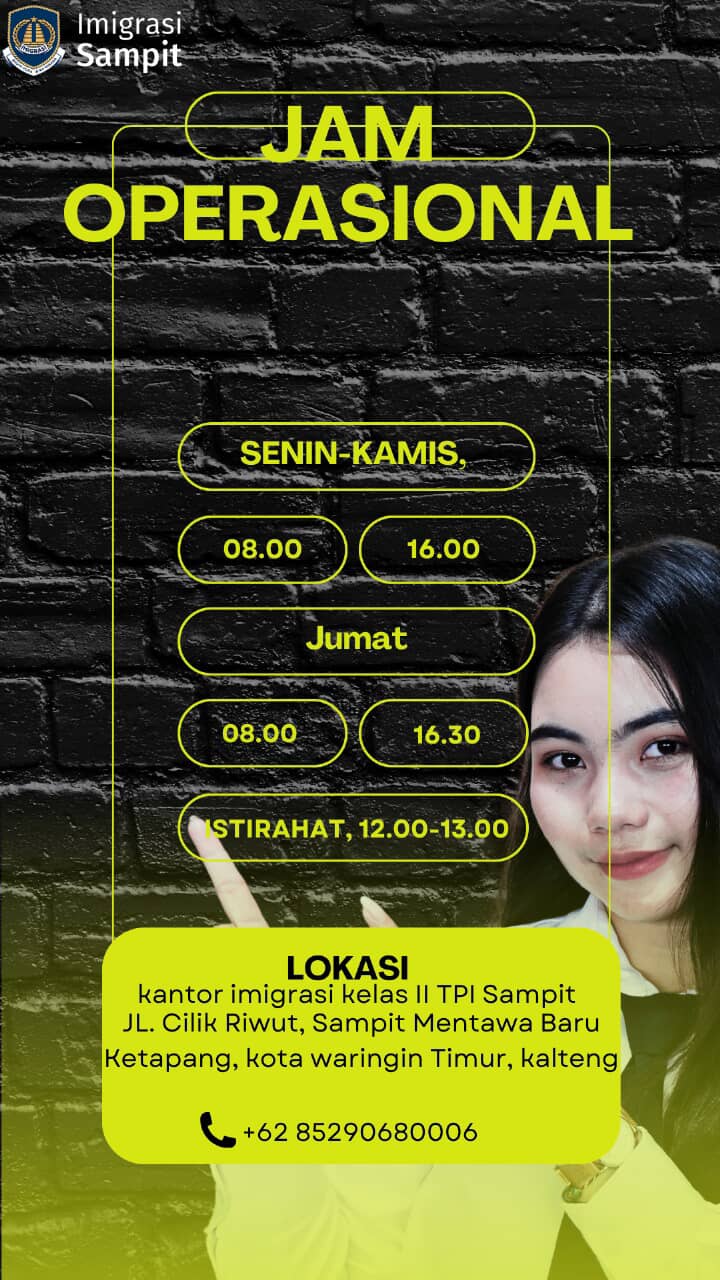 Imigrasi
Sampit
JAM
OPERASIONAL
SENIN-KAMIS,
08.00 16.00
Jumat
08.00 16.30
ISTIRAHAT, 12.00-13.00
LOKASI
kantor imigrasi kelas II TPI Sampit
JL. Cilik Riwut, Sampit Mentawa Baru
Ketapang, kota waringin Timur, kalteng
+62 85290680006